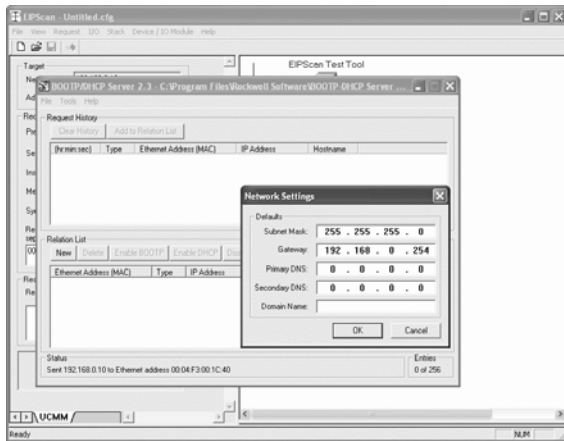 EIPScan - Untitled.cfg
File View Request I/O Stack Device / IO Module Help
Target
EIPScan Test Tool
BOOTP/DHCP Server 2.3 - C:\Program Files\Rockwell Software\BOOTP-DHCP Server ...
File Tools Help
Request History
Clear History Add to Relation List
(hr:min:sec) Type Ethernet Address (MAC) IP Address Hostname
Network Settings
Defaults
Subnet Mask: 255 . 255 . 255 . 0
Gateway: 192 . 168 . 0 . 254
Primary DNS: 0 . 0 . 0 . 0
Secondary DNS: 0 . 0 . 0 . 0
Domain Name:
OK Cancel
Relation List
New Delete Enable BOOTP Enable DHCP
Ethernet Address (MAC) Type IP Address
Status
Sent 192.168.0.10 to Ethernet address 00:04:F3:00:1C:40
Entries
0 of 256
UCMM
Ready
NUM